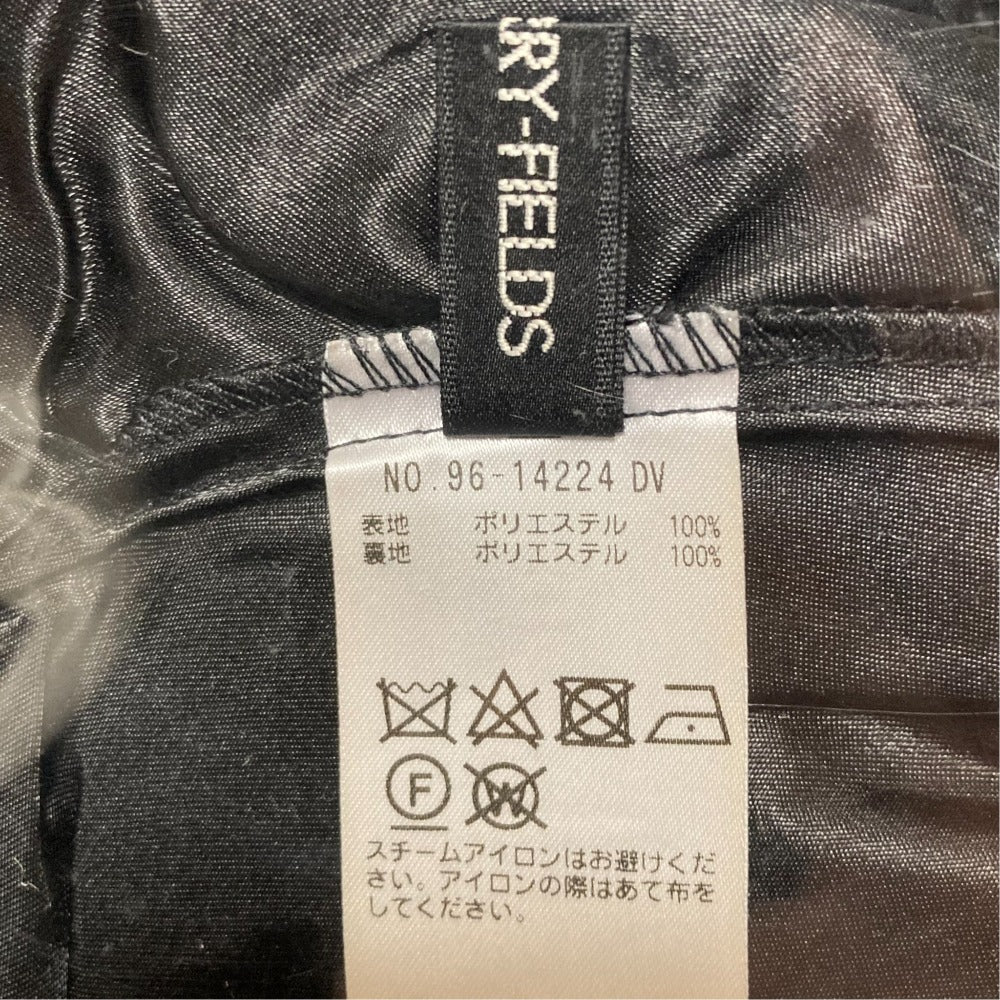 RY-FIELDS
NO.96-14224 DV
表地 ポリエステル 100%
裏地 ポリエステル 100%
F
W
スチームアイロンはお避けくだ
さい。アイロンの際はあて布を
してください。